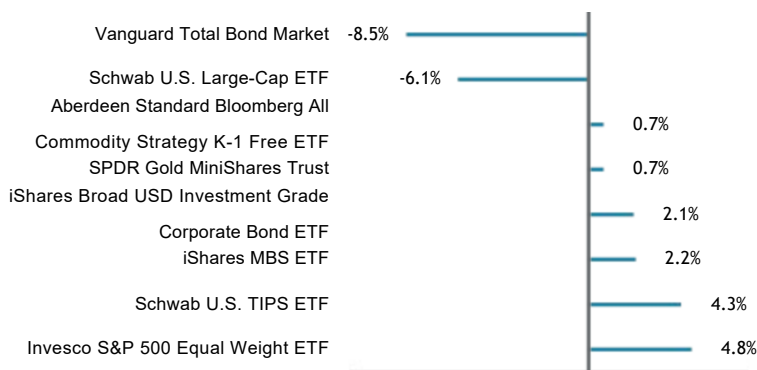 Vanguard Total Bond Market -8.5%
Schwab U.S. Large-Cap ETF -6.1%
Aberdeen Standard Bloomberg All
0.7%
Commodity Strategy K-1 Free ETF
SPDR Gold MiniShares Trust 0.7%
iShares Broad USD Investment Grade
2.1%
Corporate Bond ETF
iShares MBS ETF 2.2%
Schwab U.S. TIPS ETF 4.3%
Invesco S&P 500 Equal Weight ETF 4.8%